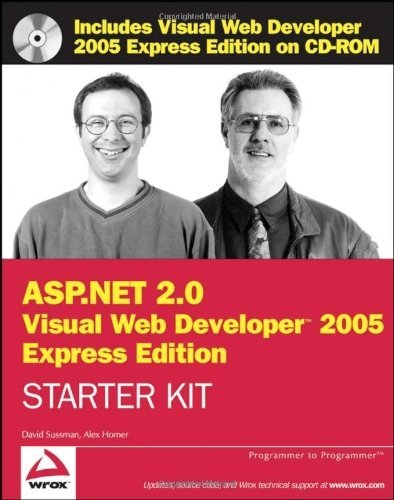 Includes Visual Web Developer
2005 Express Edition on CD-ROM
ASP.NET 2.0
Visual Web Developer™ 2005
Express Edition
STARTER KIT
David Sussman, Alex Homer
Programmer to Programmer™
Updates, source code, and Wrox technical support at www.wrox.com
wrox™